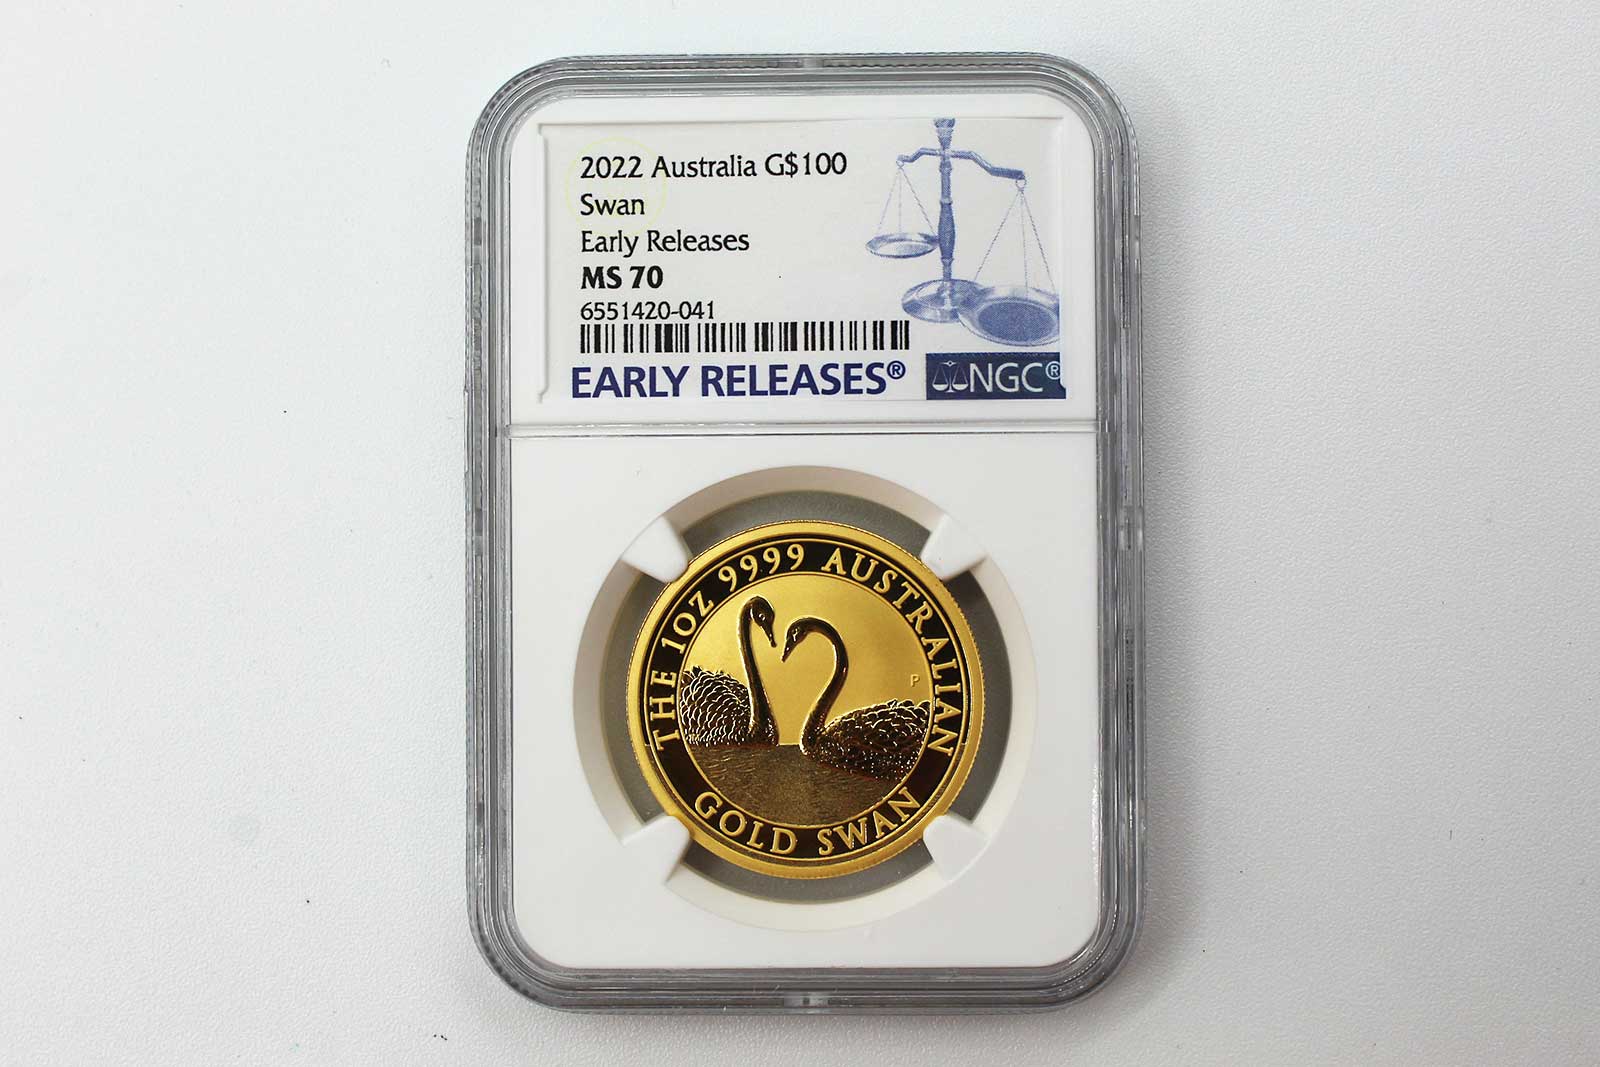 2022 Australia G$100
Swan
Early Releases
MS 70
6551420-041
EARLY RELEASES®
NGC®
THE 1OZ 9999 AUSTRALIAN
P
GOLD SWAN